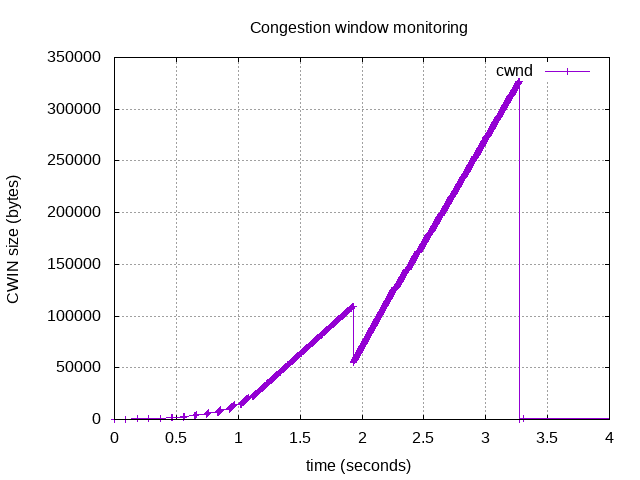 Congestion window monitoring
350000
300000
250000
200000
150000
100000
50000
0
CWIN size (bytes)
cwnd
0 0.5 1 1.5 2 2.5 3 3.5 4
time (seconds)